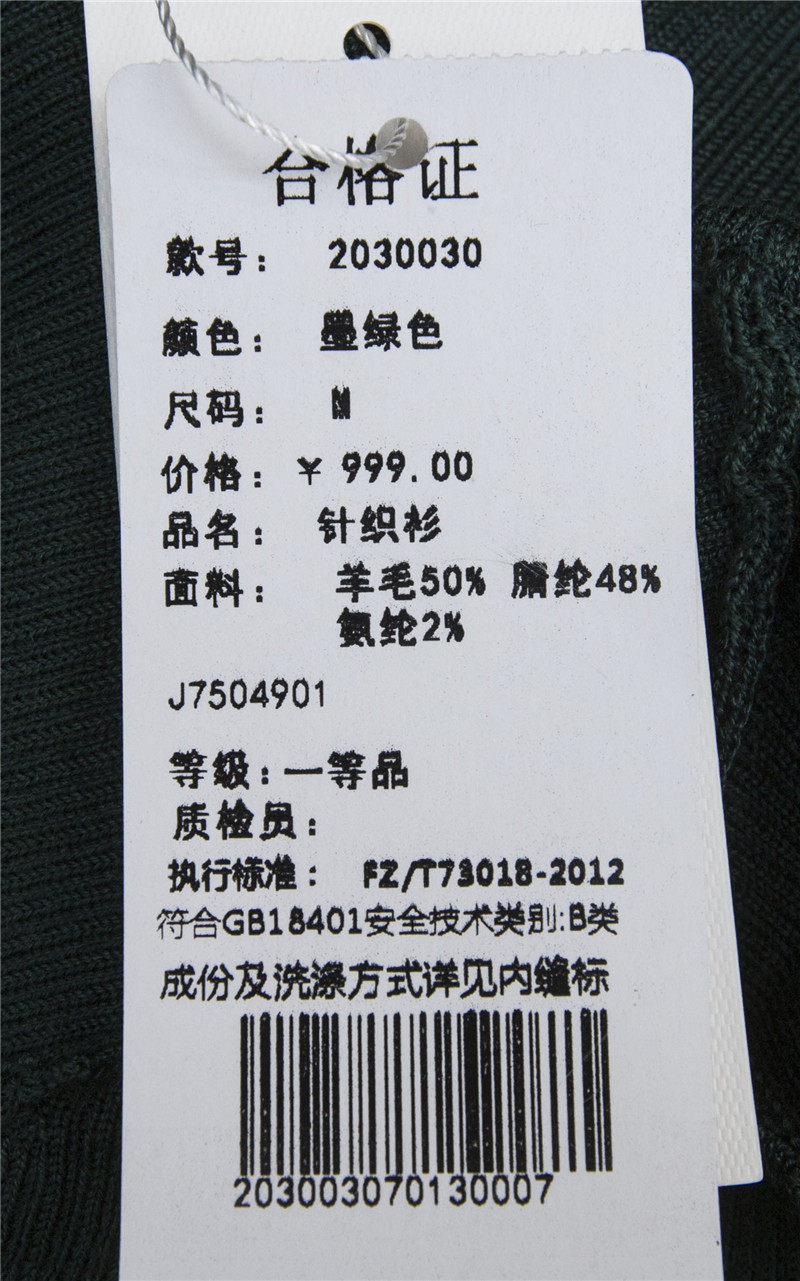 合格证
款号： 2030030
颜色： 墨绿色
尺码： M
价格： ¥ 999.00
品名： 针织衫
面料： 羊毛50% 腈纶48%
氨纶2%
J7504901
等级：一等品
质检员：
执行标准： FZ/T73018-2012
符合GB18401安全技术类别:B类
成份及洗涤方式详见内缝标
203003070130007